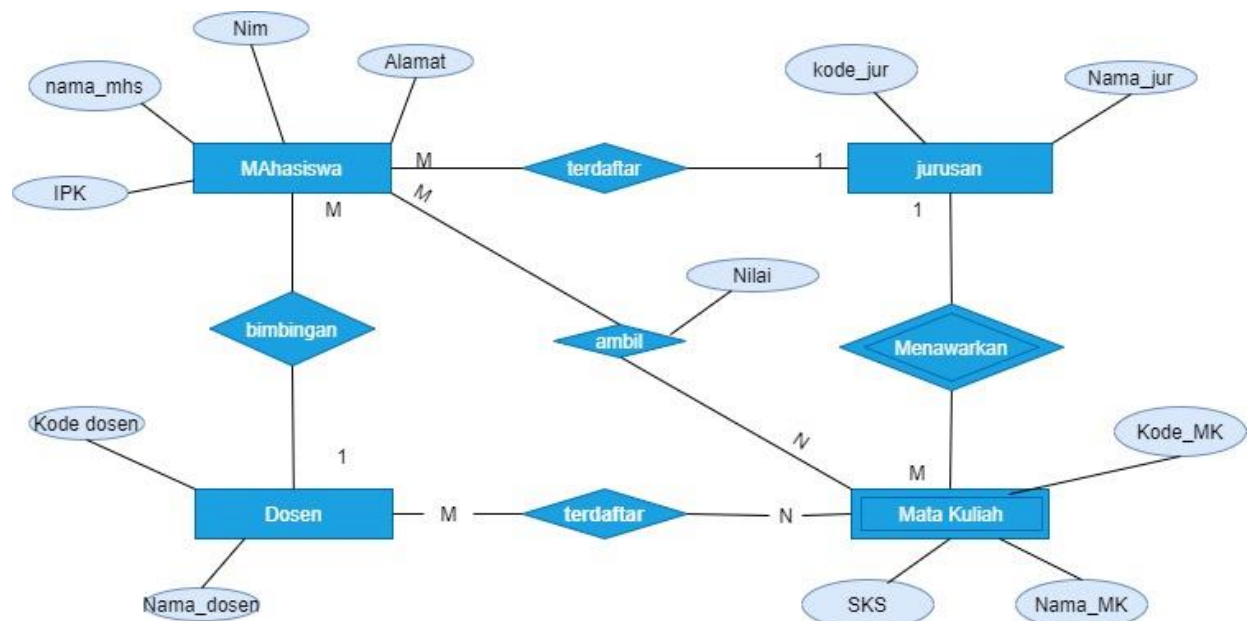 Nim
Alamat
nama_mhs
kode_jur
Nama_jur
MAhasiswa
M
terdaftar
1
jurusan
IPK
M
M
1
Nilai
bimbingan
ambil
Menawarkan
Kode dosen
Kode_MK
1
N
M
Dosen
M
terdaftar
N
Mata Kuliah
Nama_dosen
SKS
Nama_MK